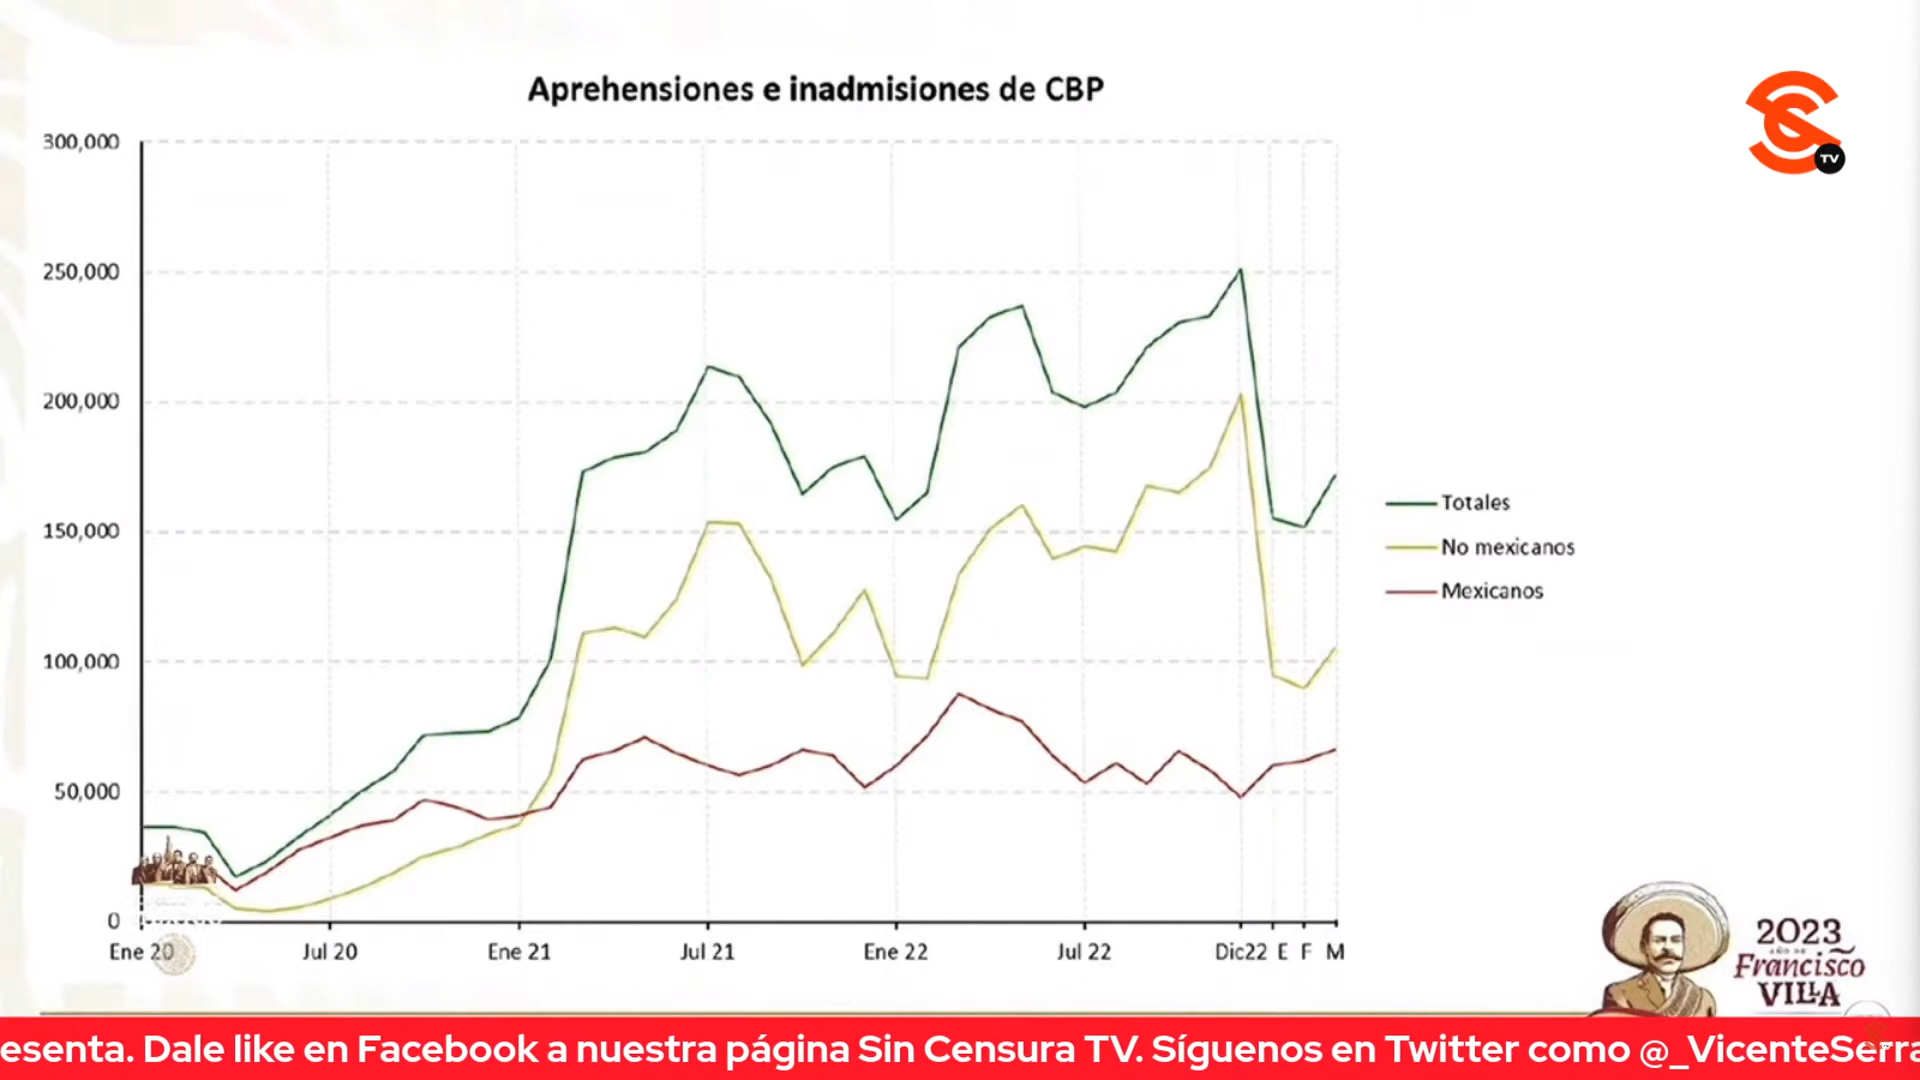 Aprehensiones e inadmisiones de CBP
TV
300,000
250,000
200,000
150,000
100,000
50,000
0
Totales
No mexicanos
Mexicanos
Ene 20 Jul 20 Ene 21 Jul 21 Ene 22 Jul 22 Dic22 E F M
2023
AÑO DE
Francisco
VILLA
esenta. Dale like en Facebook a nuestra página Sin Censura TV. Síguenos en Twitter como @_VicenteSerra